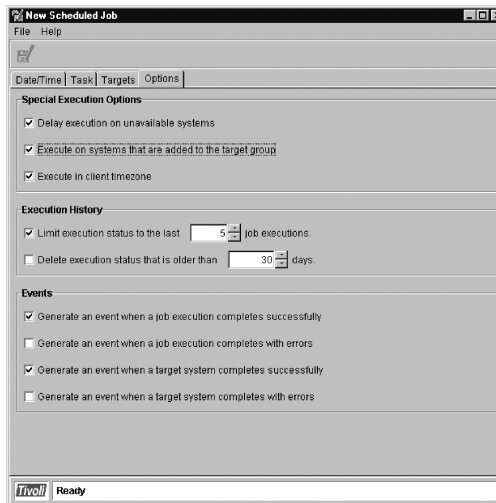 New Scheduled Job
File Help
Date/Time Task Targets Options
Special Execution Options
Delay execution on unavailable systems
Execute on systems that are added to the target group
Execute in client timezone
Execution History
Limit execution status to the last 5 job executions.
Delete execution status that is older than 30 days.
Events
Generate an event when a job execution completes successfully
Generate an event when a job execution completes with errors
Generate an event when a target system completes successfully
Generate an event when a target system completes with errors
Tivoli Ready